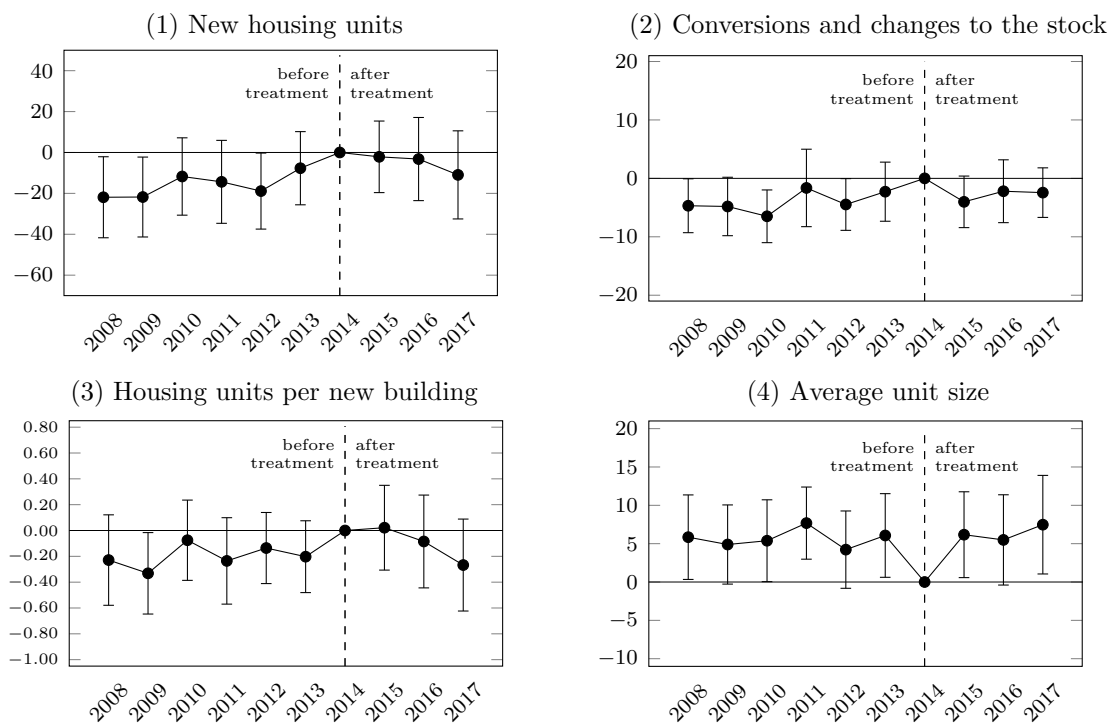 (1) New housing units
40
20
0
−20
−40
−60
before treatment
after treatment
2008 2009 2010 2011 2012 2013 2014 2015 2016 2017
(2) Conversions and changes to the stock
20
10
0
−10
−20
before treatment
after treatment
2008 2009 2010 2011 2012 2013 2014 2015 2016 2017
(3) Housing units per new building
0.80
0.60
0.40
0.20
0.00
−0.20
−0.40
−0.60
−0.80
−1.00
before treatment
after treatment
2008 2009 2010 2011 2012 2013 2014 2015 2016 2017
(4) Average unit size
20
15
10
5
0
−5
−10
before treatment
after treatment
2008 2009 2010 2011 2012 2013 2014 2015 2016 2017